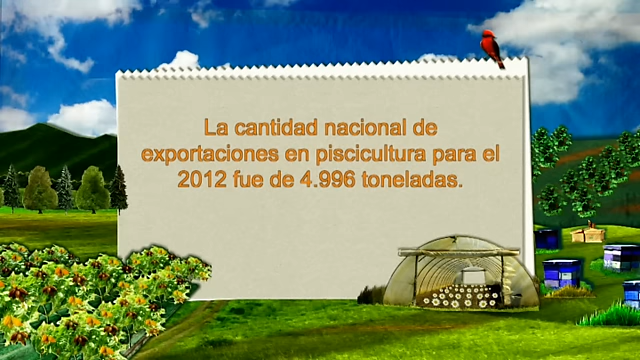 La cantidad nacional de
exportaciones en piscicultura para el
2012 fue de 4.996 toneladas.